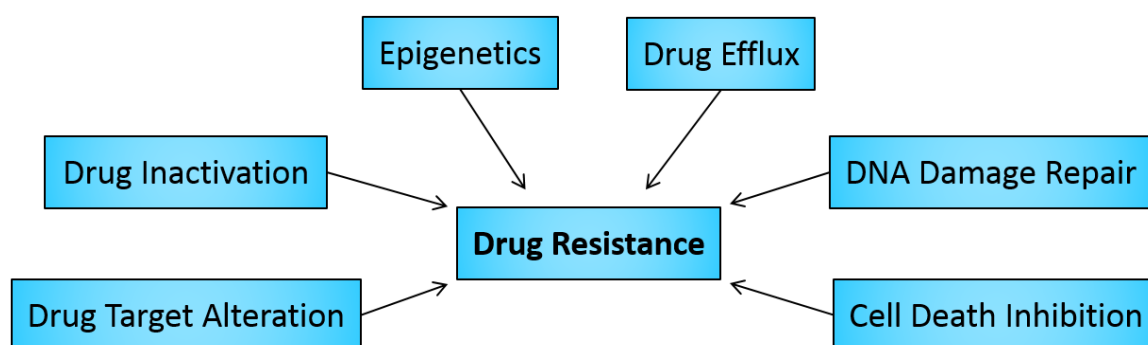 Epigenetics
Drug Efflux
Drug Inactivation
DNA Damage Repair
Drug Resistance
Drug Target Alteration
Cell Death Inhibition